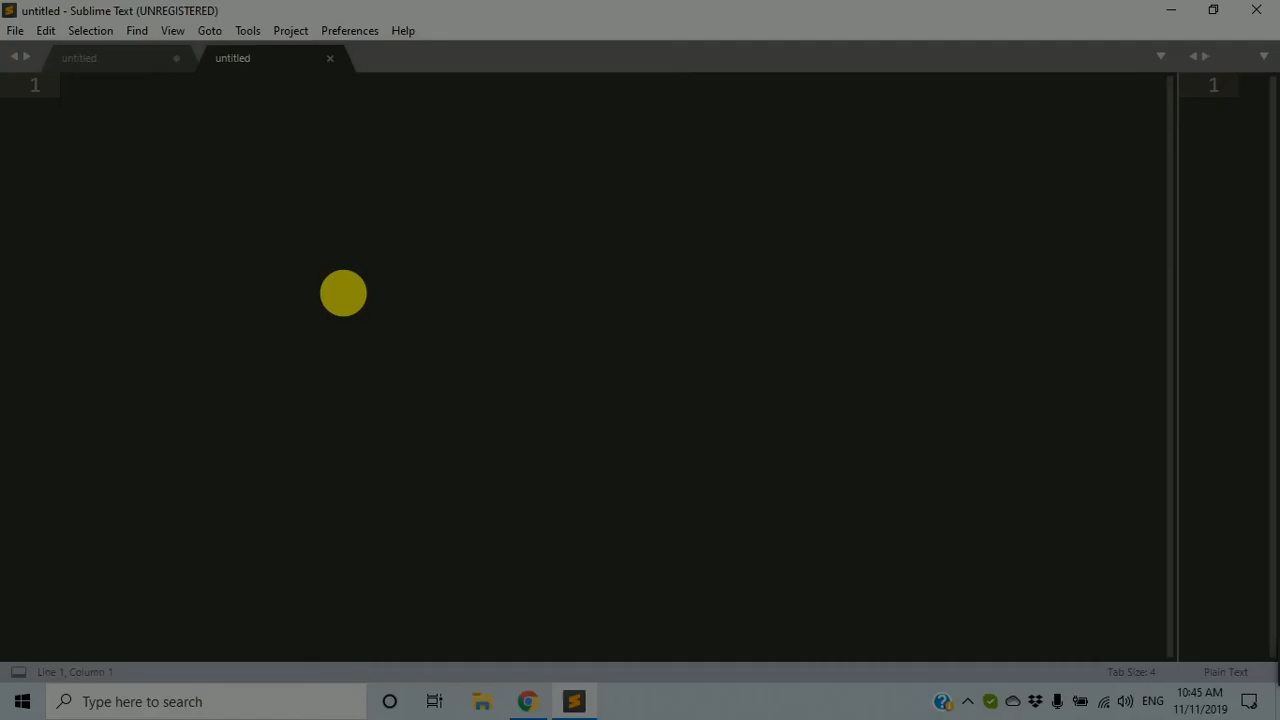 untitled - Sublime Text (UNREGISTERED)
File Edit Selection Find View Goto Tools Project Preferences Help
untitled untitled
1 1
Line 1, Column 1 Tab Size: 4 Plain Text
Type here to search ENG 10:45 AM
11/11/2019